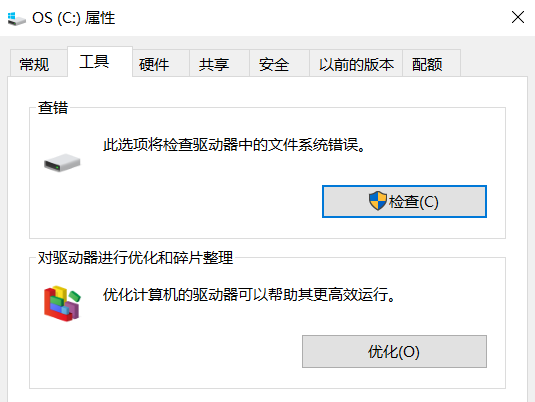 OS (C:) 属性
常规 工具 硬件 共享 安全 以前的版本 配额
查错
此选项将检查驱动器中的文件系统错误。
检查(C)
对驱动器进行优化和碎片整理
优化计算机的驱动器可以帮助其更高效运行。
优化(O)